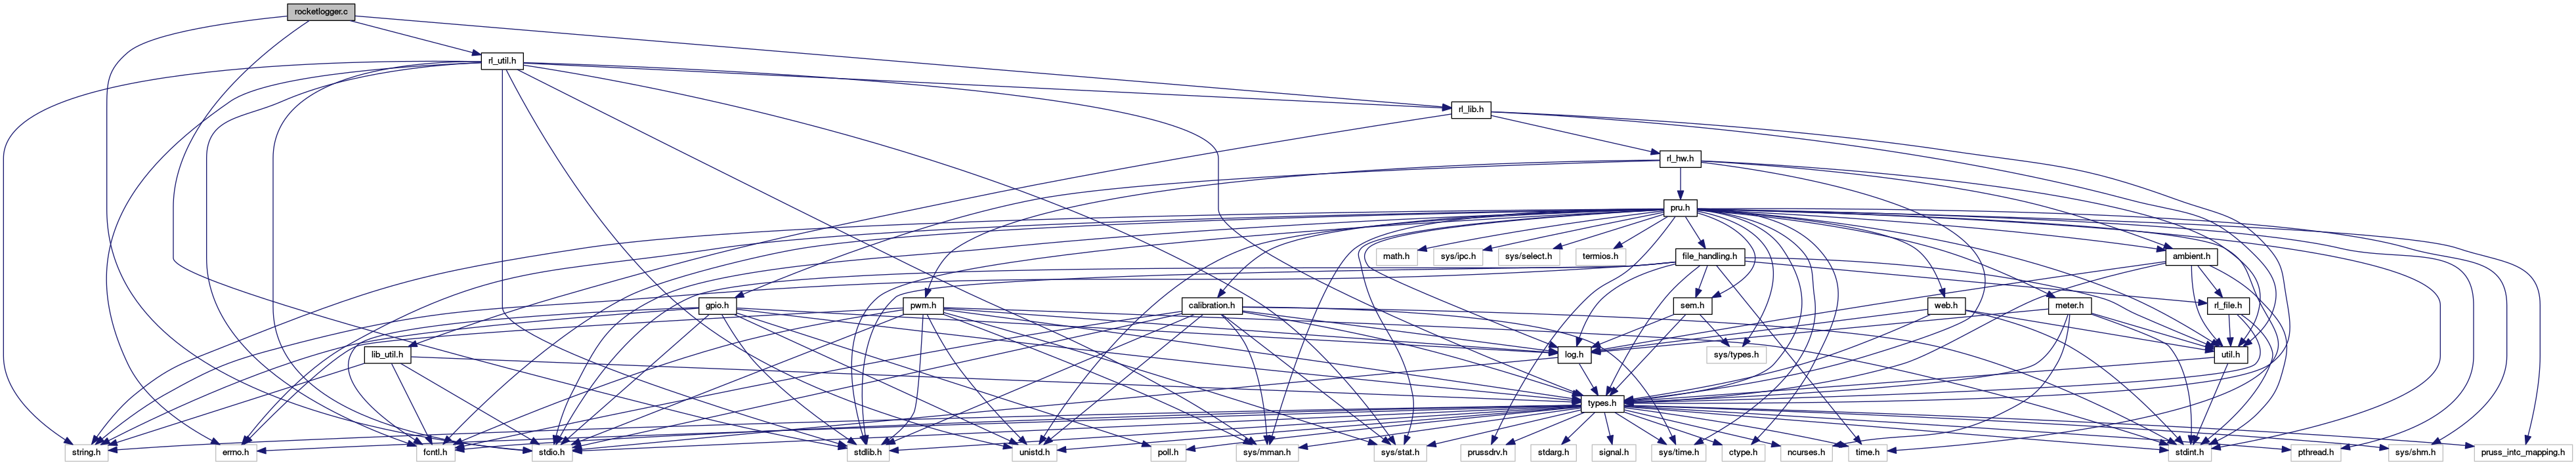 rocketlogger.c
rl_util.h
rl_lib.h
rl_hw.h
pru.h
math.h
sys/ipc.h
sys/select.h
termios.h
file_handling.h
ambient.h
gpio.h
pwm.h
calibration.h
sem.h
web.h
meter.h
rl_file.h
lib_util.h
log.h
sys/types.h
util.h
types.h
string.h
errno.h
fcntl.h
stdio.h
stdlib.h
unistd.h
poll.h
sys/mman.h
sys/stat.h
prussdrv.h
stdarg.h
signal.h
sys/time.h
ctype.h
ncurses.h
time.h
stdint.h
pthread.h
sys/shm.h
pruss_intc_mapping.h